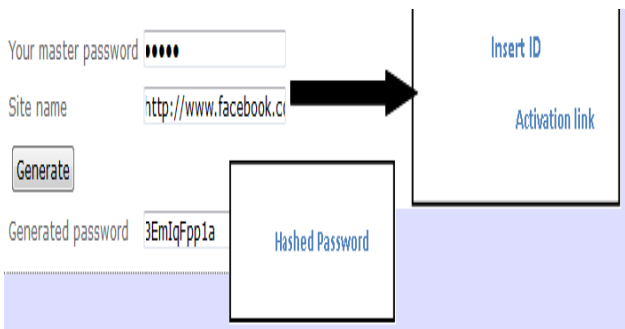 Your master password •••••
Site name http://www.facebook.co
Generate
Generated password 3EmIqFpp1a
Insert ID
Activation link
Hashed Password